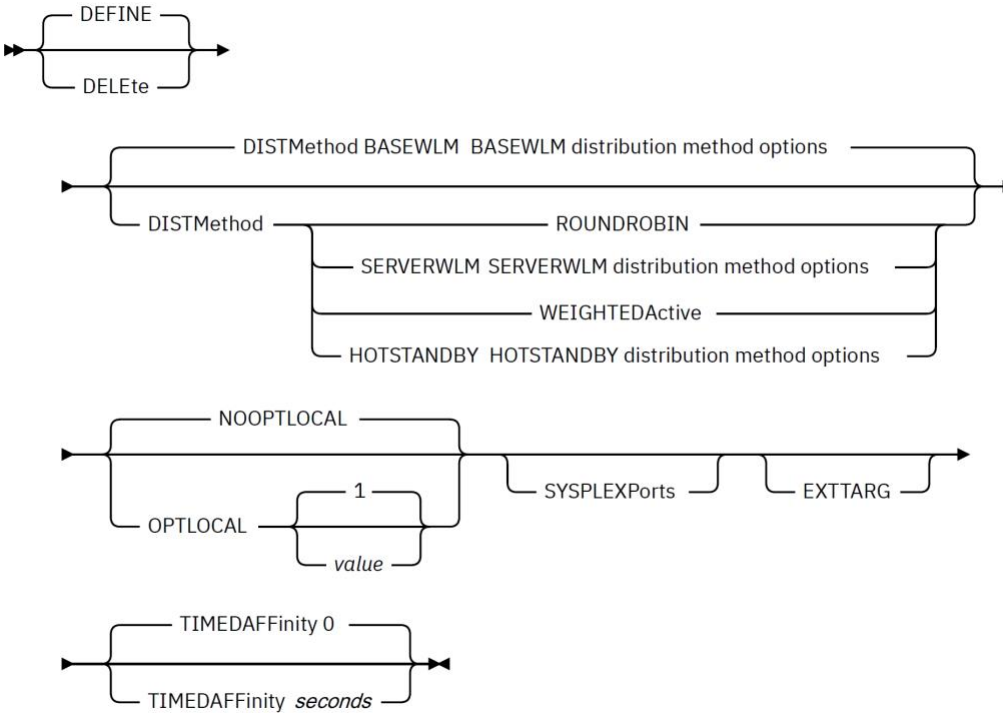 DEFINE
DELEte
DISTMethod BASEWLM BASEWLM distribution method options
DISTMethod ROUNDROBIN
SERVERWLM SERVERWLM distribution method options
WEIGHTEDActive
HOTSTANDBY HOTSTANDBY distribution method options
NOOPTLOCAL
1
SYSPLEXPorts EXTTARG
OPTLOCAL
value
TIMEDAFFinity 0
TIMEDAFFinity seconds